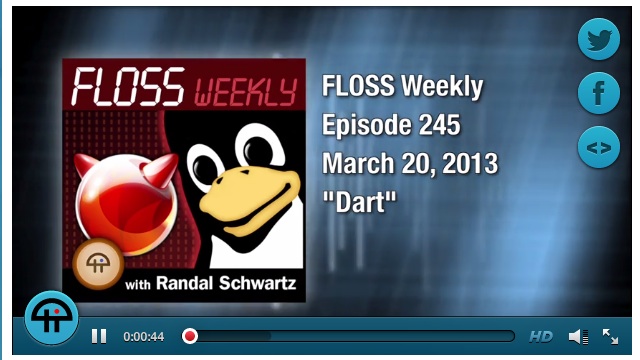 FLOSS WEEKLY
FLOSS Weekly
Episode 245
March 20, 2013
"Dart"
with Randal Schwartz
0:00:44
HD